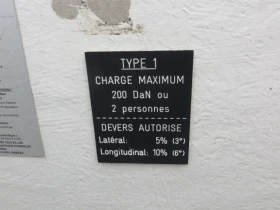 TYPE 1
CHARGE MAXIMUM
200 DaN ou
2 personnes
DEVERS AUTORISE
Latéral: 5% (3°)
Longitudinal: 10% (6°)